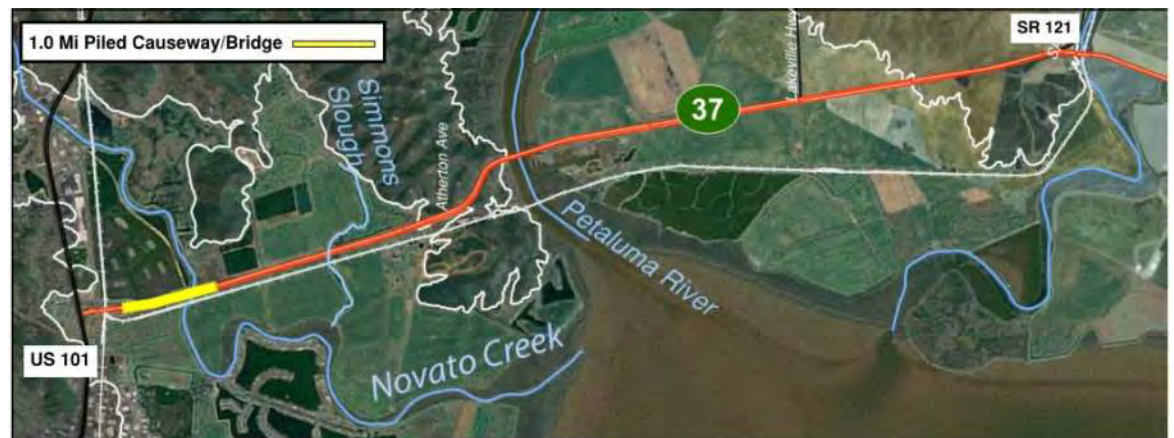 1.0 Mi Piled Causeway/Bridge
SR 121
Lakeville Hwy
37
Simmons
Slough
Atherton Ave
Petaluma River
Novato Creek
US 101